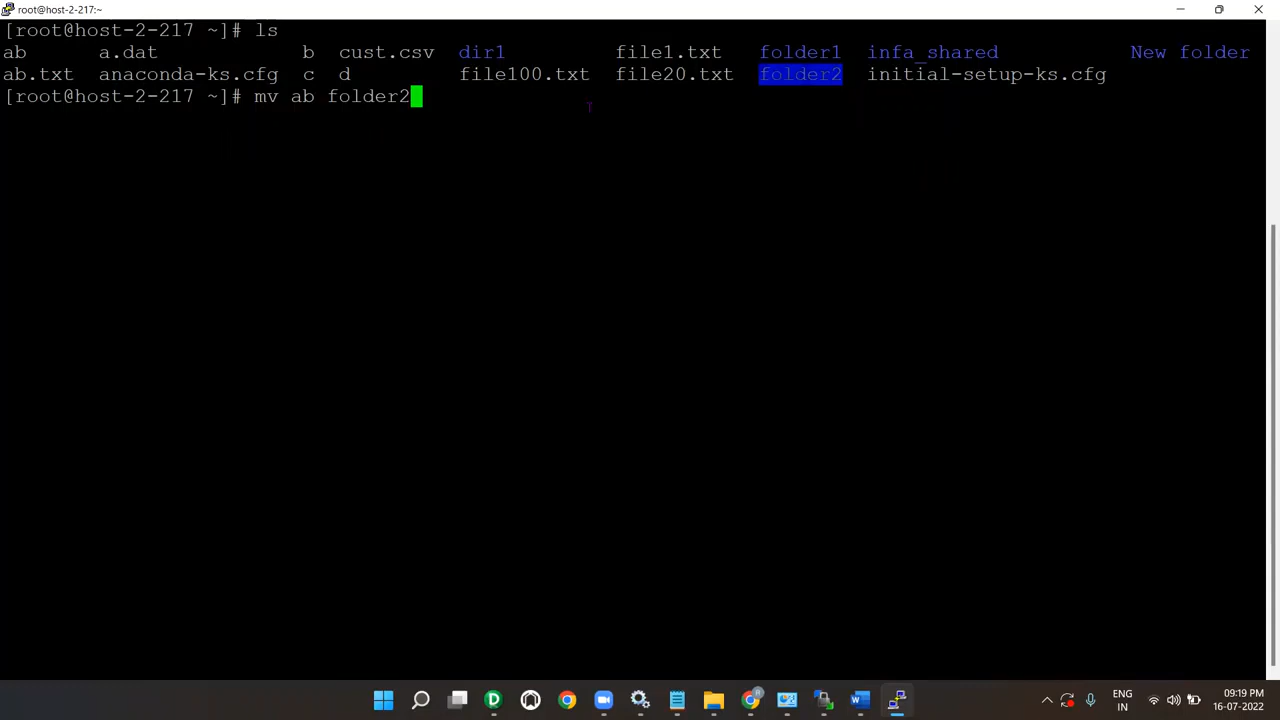 root@host-2-217:~
[root@host-2-217 ~]# ls
ab      a.dat            b  cust.csv  dir1         file1.txt   folder1  infa_shared           New folder
ab.txt  anaconda-ks.cfg  c  d         file100.txt  file20.txt  folder2  initial-setup-ks.cfg
[root@host-2-217 ~]# mv ab folder2
ENG
IN
09:19 PM
16-07-2022